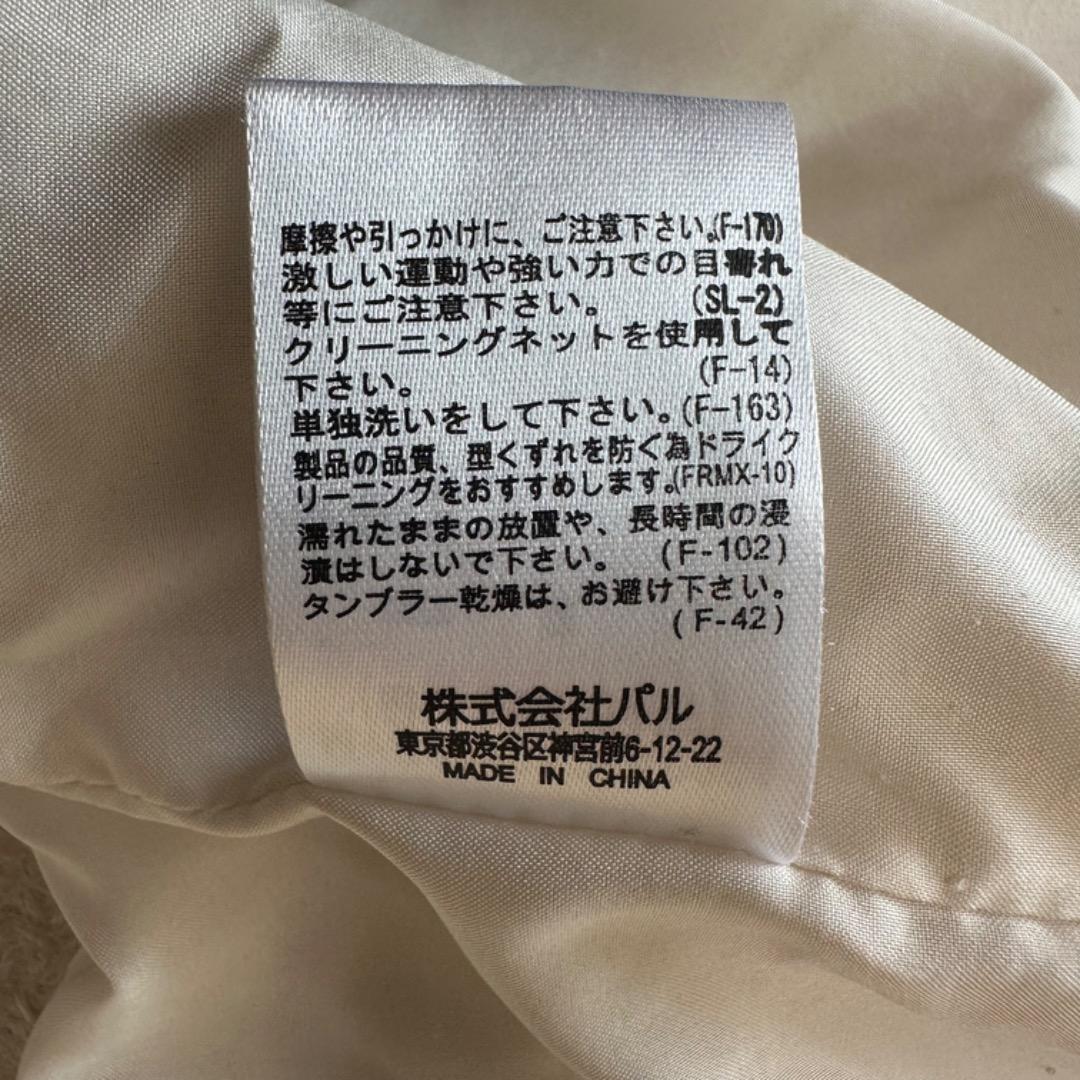 摩擦や引っかけに、ご注意下さい。(F-170)
激しい運動や強い力での目寄れ
等にご注意下さい。 (SL-2)
クリーニングネットを使用して
下さい。 (F-14)
単独洗いをして下さい。(F-163)
製品の品質、型くずれを防ぐ為ドライク
リーニングをおすすめします。(FRMX-10)
濡れたままの放置や、長時間の浸
漬はしないで下さい。 (F-102)
タンブラー乾燥は、お避け下さい。
(F-42)
株式会社パル
東京都渋谷区神宮前6-12-22
MADE IN CHINA